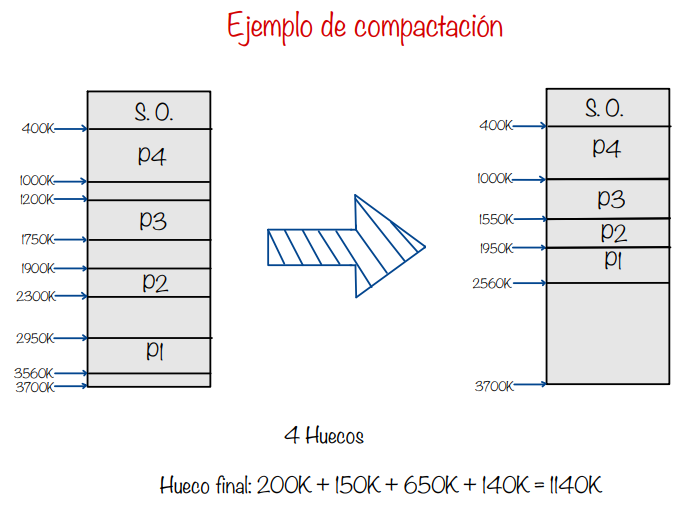 Ejemplo de compactación
S. O.
400K
P4
1000K
1200K
P3
1750K
1900K
P2
2300K
2950K
P1
3560K
3700K
S. O.
400K
P4
1000K
P3
1550K
P2
1950K
P1
2560K
3700K
4 Huecos
Hueco final: 200K + 150K + 650K + 140K = 1140K